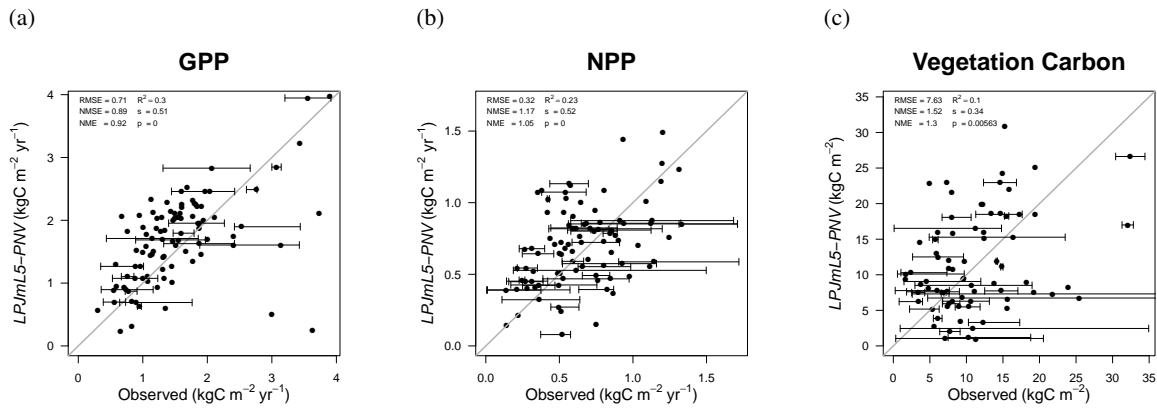 (a)
GPP
RMSE = 0.71 R² = 0.3
NMSE = 0.89 s = 0.51
NME = 0.92 p = 0
LPJmL5−PNV (kgC m⁻² yr⁻¹)
4
3
2
1
0
0 1 2 3 4
Observed (kgC m⁻² yr⁻¹)
(b)
NPP
RMSE = 0.32 R² = 0.23
NMSE = 1.17 s = 0.52
NME = 1.05 p = 0
LPJmL5−PNV (kgC m⁻² yr⁻¹)
1.5
1.0
0.5
0.0
0.0 0.5 1.0 1.5
Observed (kgC m⁻² yr⁻¹)
(c)
Vegetation Carbon
RMSE = 7.63 R² = 0.1
NMSE = 1.52 s = 0.34
NME = 1.3 p = 0.00563
LPJmL5−PNV (kgC m⁻²)
35
30
25
20
15
10
5
0
0 5 10 15 20 25 30 35
Observed (kgC m⁻²)